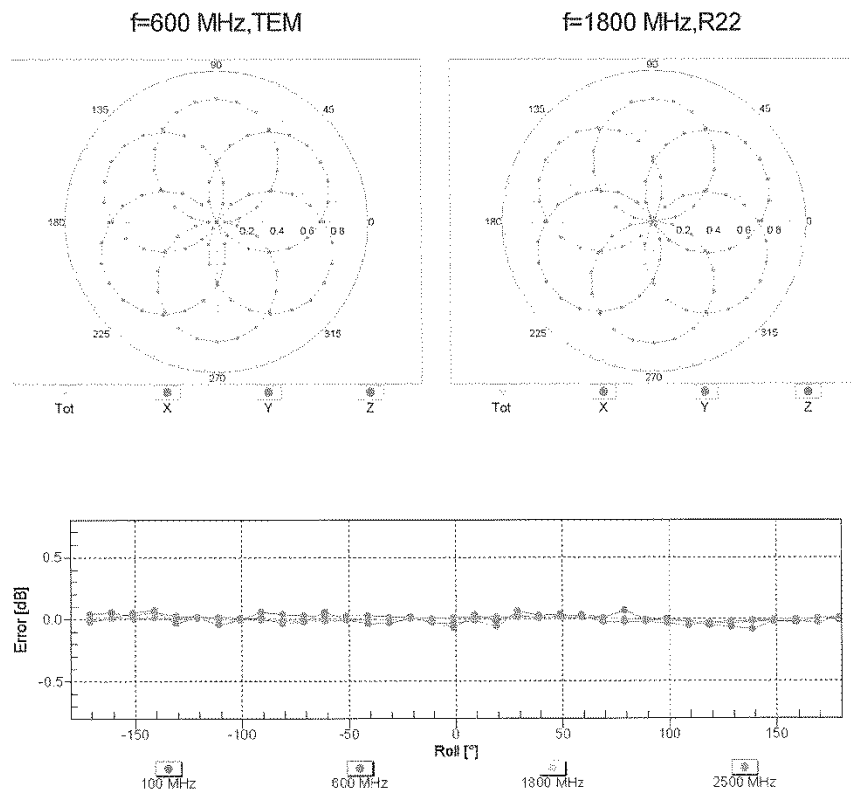 f=600 MHz,TEM
f=1800 MHz,R22
90
135
45
180
0
0.2
0.4
0.6
0.8
225
315
270
Tot
X
Y
Z
90
135
45
180
0
0.2
0.4
0.6
0.8
225
315
270
Tot
X
Y
Z
Error [dB]
0.5
0.0
-0.5
-150
-100
-50
0
50
100
150
Roll [°]
100 MHz
600 MHz
1800 MHz
2500 MHz